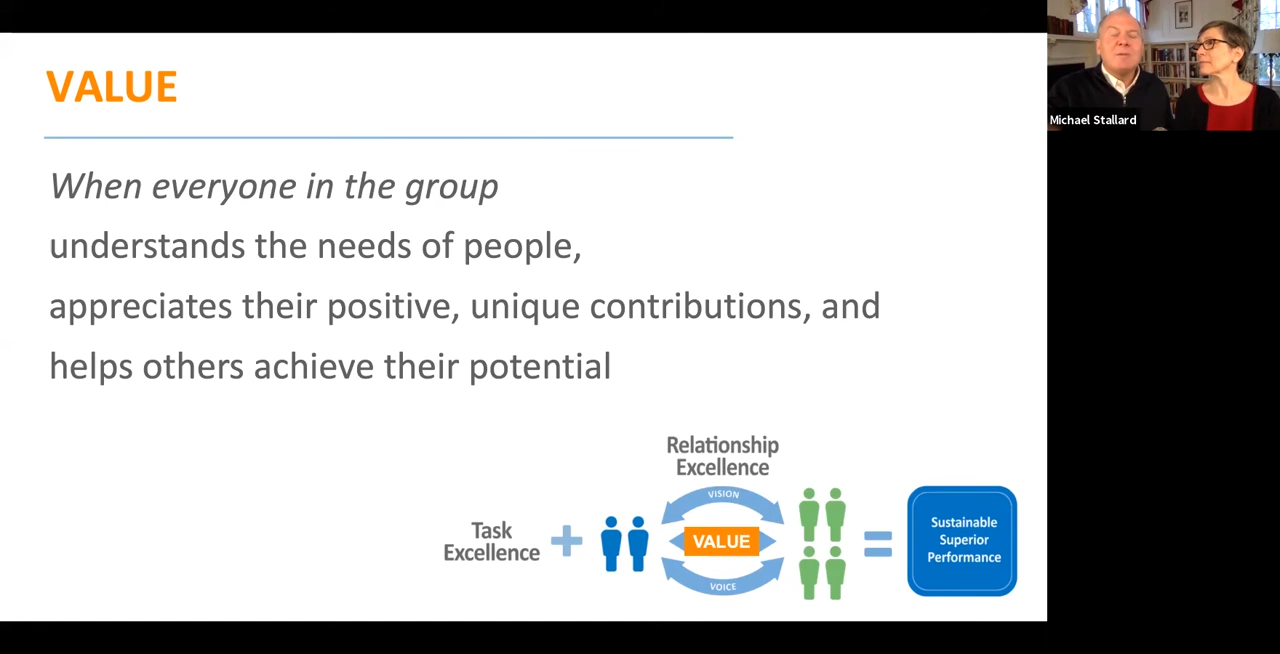 VALUE
When everyone in the group
understands the needs of people,
appreciates their positive, unique contributions, and
helps others achieve their potential
Relationship
Excellence
VISION
Task
Excellence
VALUE
VOICE
Sustainable
Superior
Performance
Michael Stallard